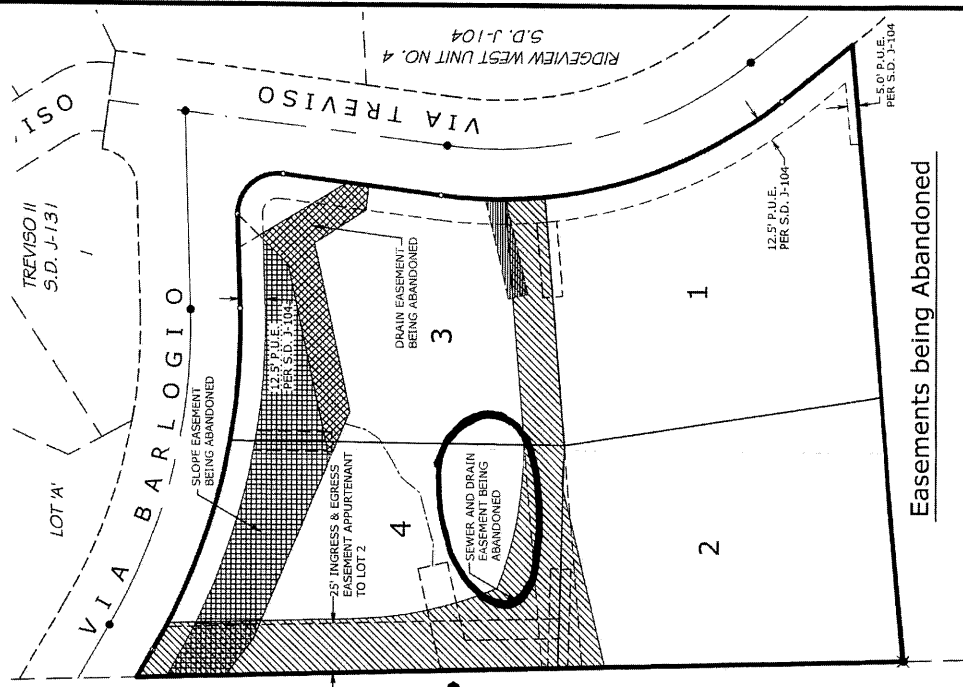 RIDGEVIEW WEST UNIT NO. 4
S.D. J-104
VIA TREVISO
ISO
TREVISO II
S.D. J-131
1
LOT 'A'
VIA BARLOGIO
SLOPE EASEMENT
BEING ABANDONED
12.5' P.U.E.
PER S.D. J-104
DRAIN EASEMENT
BEING ABANDONED
3
25' INGRESS & EGRESS
EASEMENT APPURTENANT
TO LOT 2
4
SEWER AND DRAIN
EASEMENT BEING
ABANDONED
12.5' P.U.E.
PER S.D. J-104
5.0' P.U.E.
PER S.D. J-104
1
2
Easements being Abandoned